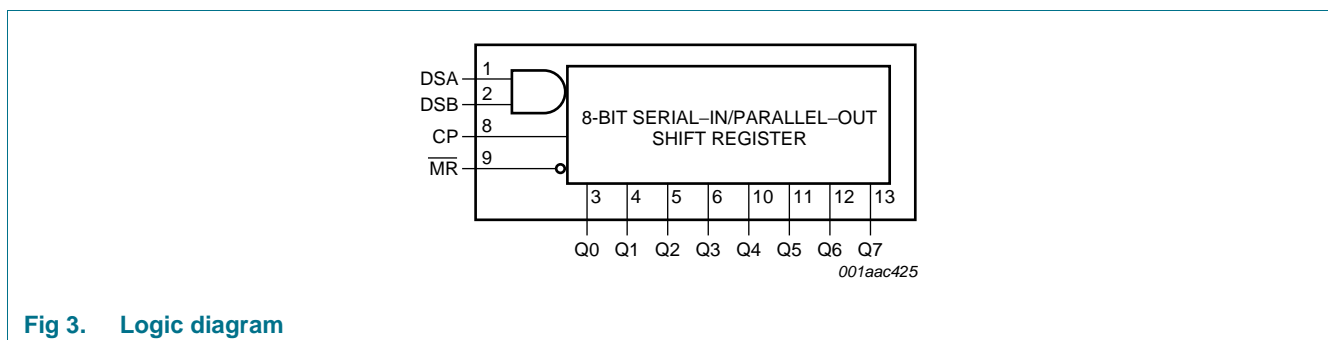 DSA 1
DSB 2
CP 8
M̅R̅ 9
8-BIT SERIAL–IN/PARALLEL–OUT
SHIFT REGISTER
3 4 5 6 10 11 12 13
Q0 Q1 Q2 Q3 Q4 Q5 Q6 Q7
001aac425
Fig 3. Logic diagram